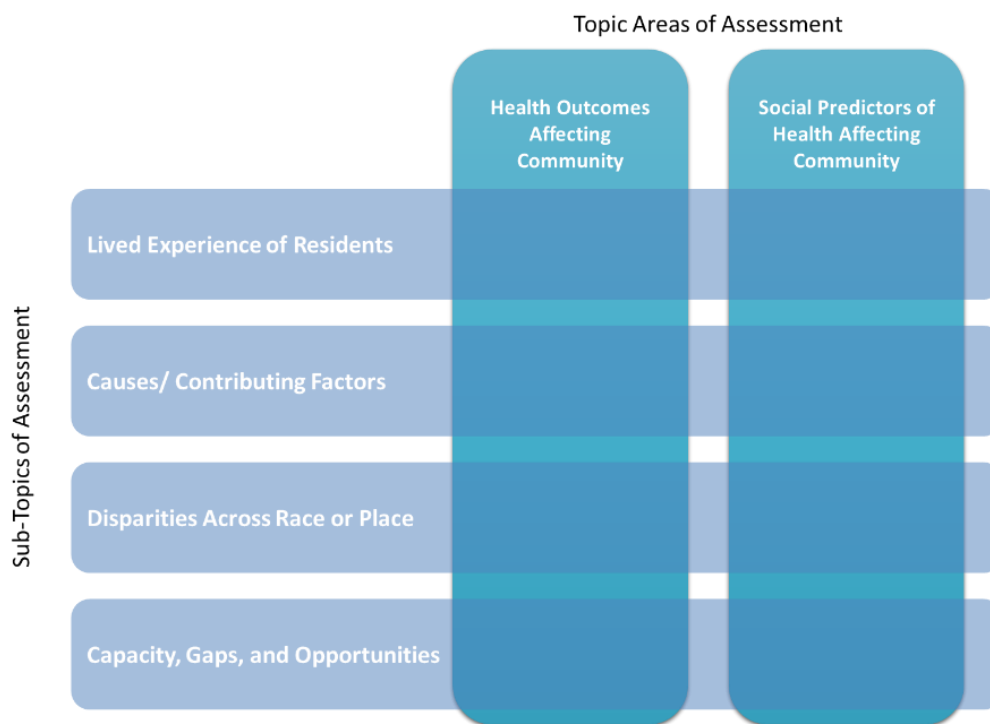 Topic Areas of Assessment
Health Outcomes
Affecting
Community
Social Predictors of
Health Affecting
Community
Sub-Topics of Assessment
Lived Experience of Residents
Causes/ Contributing Factors
Disparities Across Race or Place
Capacity, Gaps, and Opportunities